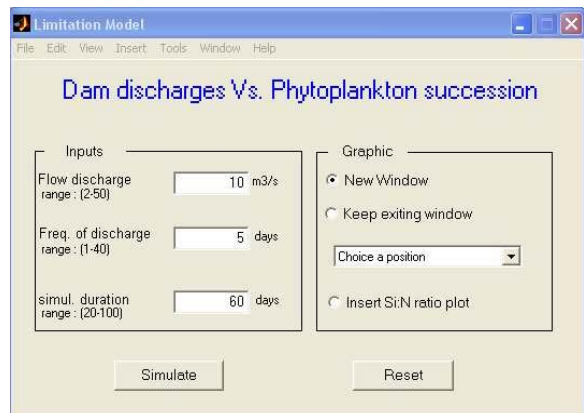 Limitation Model
File Edit View Insert Tools Window Help
Dam discharges Vs. Phytoplankton succession
Inputs
Flow discharge
range : (2-50)
10 m3/s
Freq. of discharge
range : (1-40)
5 days
simul. duration
range : (20-100)
60 days
Graphic
New Window
Keep exiting window
Choice a position
Insert Si:N ratio plot
Simulate
Reset